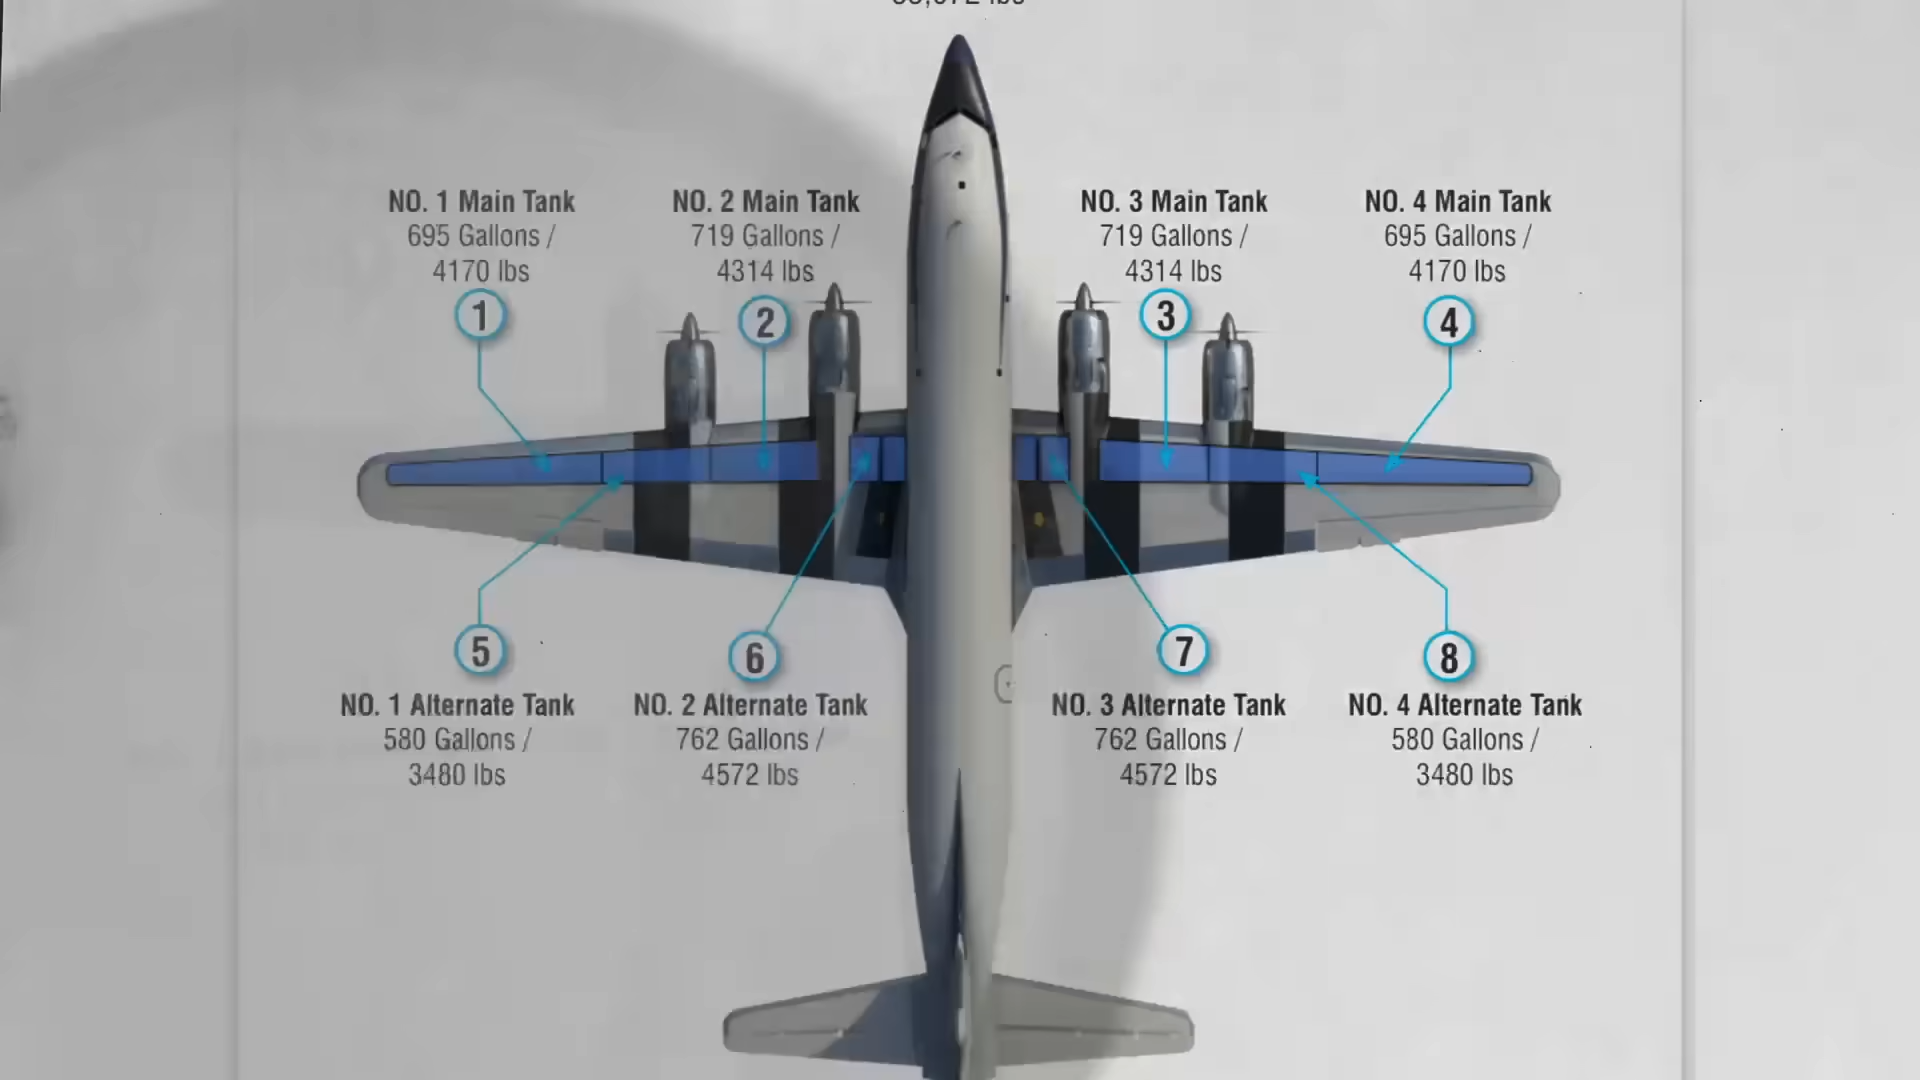 NO. 1 Main Tank
695 Gallons /
4170 lbs
1
NO. 2 Main Tank
719 Gallons /
4314 lbs
2
NO. 3 Main Tank
719 Gallons /
4314 lbs
3
NO. 4 Main Tank
695 Gallons /
4170 lbs
4
5
NO. 1 Alternate Tank
580 Gallons /
3480 lbs
6
NO. 2 Alternate Tank
762 Gallons /
4572 lbs
7
NO. 3 Alternate Tank
762 Gallons /
4572 lbs
8
NO. 4 Alternate Tank
580 Gallons /
3480 lbs